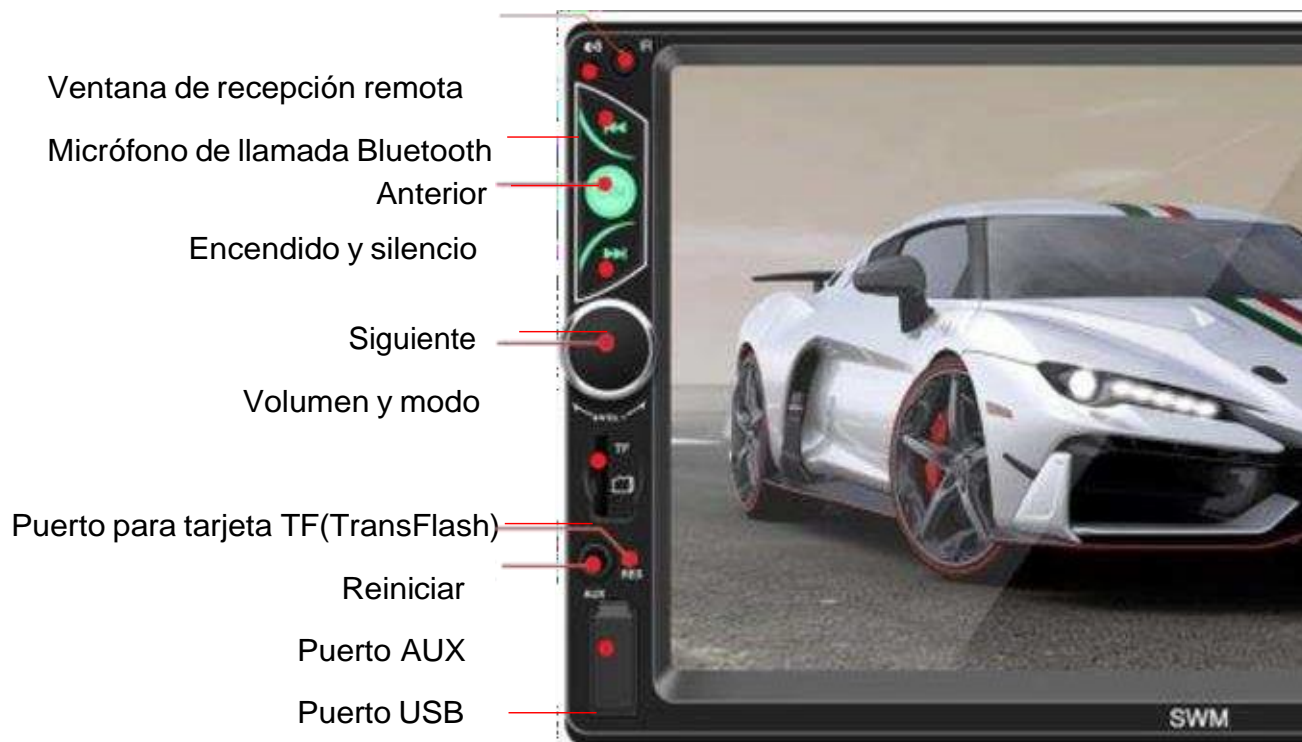 Ventana de recepción remota
Micrófono de llamada Bluetooth
Anterior
Encendido y silencio
Siguiente
Volumen y modo
Puerto para tarjeta TF(TransFlash)
Reiniciar
Puerto AUX
Puerto USB
IR
TF
RES
AUX
SWM